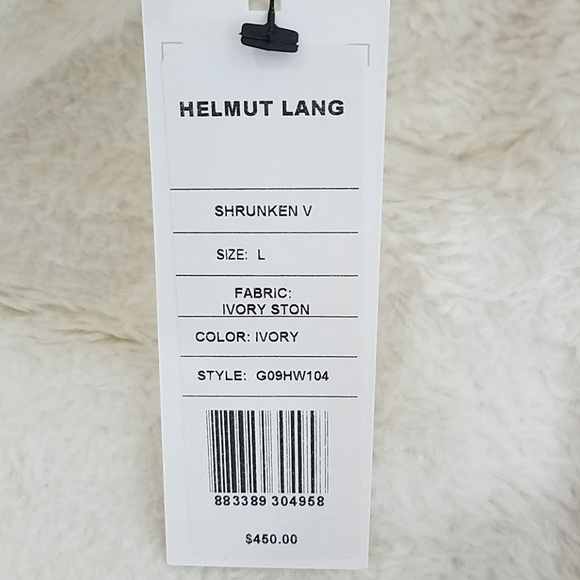 HELMUT LANG
SHRUNKEN V
SIZE: L
FABRIC:
IVORY STON
COLOR: IVORY
STYLE: G09HW104
883389 304958
$450.00